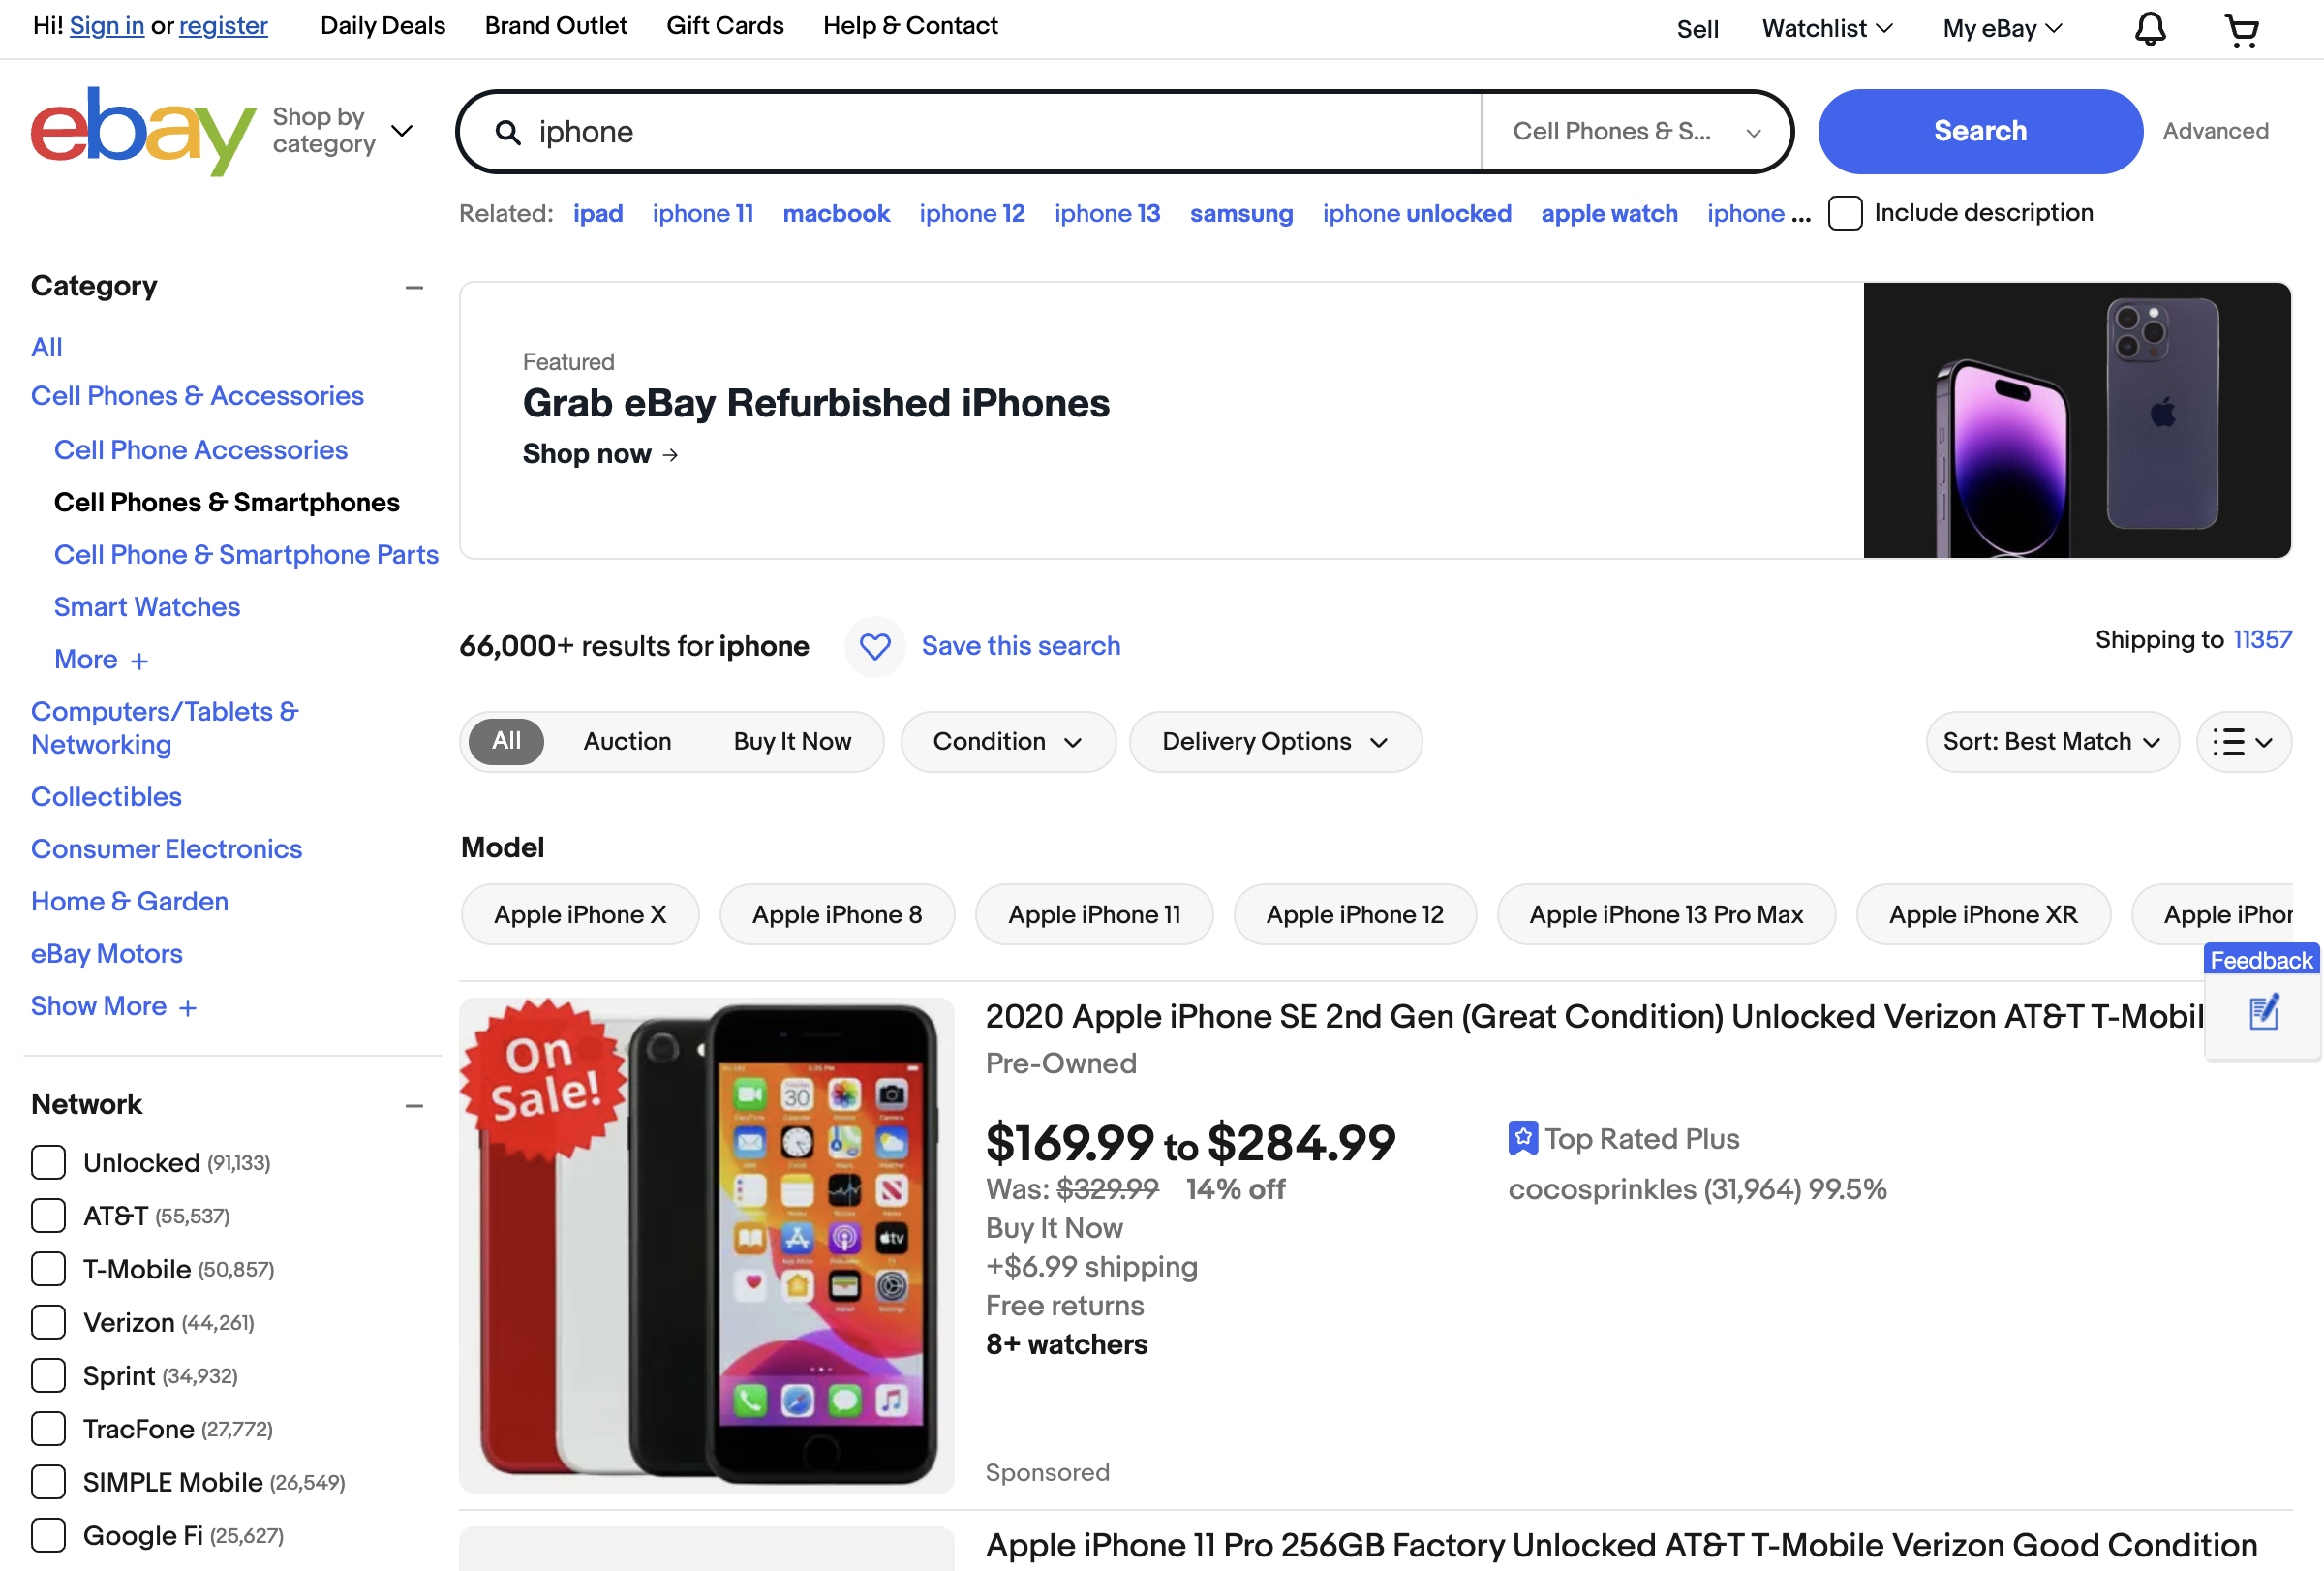 Hi! Sign in or register Daily Deals Brand Outlet Gift Cards Help & Contact Sell Watchlist My eBay
ebay Shop by category iphone Cell Phones & S... Search Advanced
Related: ipad iphone 11 macbook iphone 12 iphone 13 samsung iphone unlocked apple watch iphone ... Include description
Category
All
Cell Phones & Accessories
Cell Phone Accessories
Cell Phones & Smartphones
Cell Phone & Smartphone Parts
Smart Watches
More +
Computers/Tablets &
Networking
Collectibles
Consumer Electronics
Home & Garden
eBay Motors
Show More +
Network
Unlocked (91,133)
AT&T (55,537)
T-Mobile (50,857)
Verizon (44,261)
Sprint (34,932)
TracFone (27,772)
SIMPLE Mobile (26,549)
Google Fi (25,627)
Featured
Grab eBay Refurbished iPhones
Shop now →
66,000+ results for iphone Save this search Shipping to 11357
All Auction Buy It Now Condition Delivery Options Sort: Best Match
Model
Apple iPhone X Apple iPhone 8 Apple iPhone 11 Apple iPhone 12 Apple iPhone 13 Pro Max Apple iPhone XR Apple iPhon
Feedback
On
Sale!
30
tv
2020 Apple iPhone SE 2nd Gen (Great Condition) Unlocked Verizon AT&T T-Mobil
Pre-Owned
$169.99 to $284.99 Top Rated Plus
Was: $329.99 14% off cocosprinkles (31,964) 99.5%
Buy It Now
+$6.99 shipping
Free returns
8+ watchers
Sponsored
Apple iPhone 11 Pro 256GB Factory Unlocked AT&T T-Mobile Verizon Good Condition